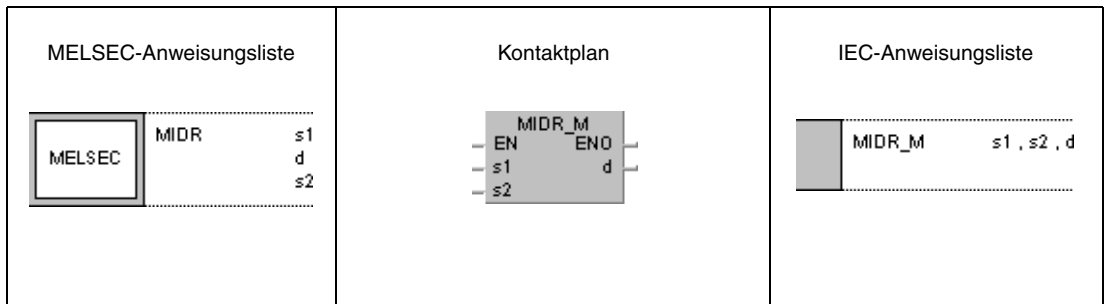 MELSEC-Anweisungsliste
MELSEC
MIDR s1
d
s2
Kontaktplan
MIDR_M
EN ENO
s1 d
s2
IEC-Anweisungsliste
MIDR_M s1 , s2 , d